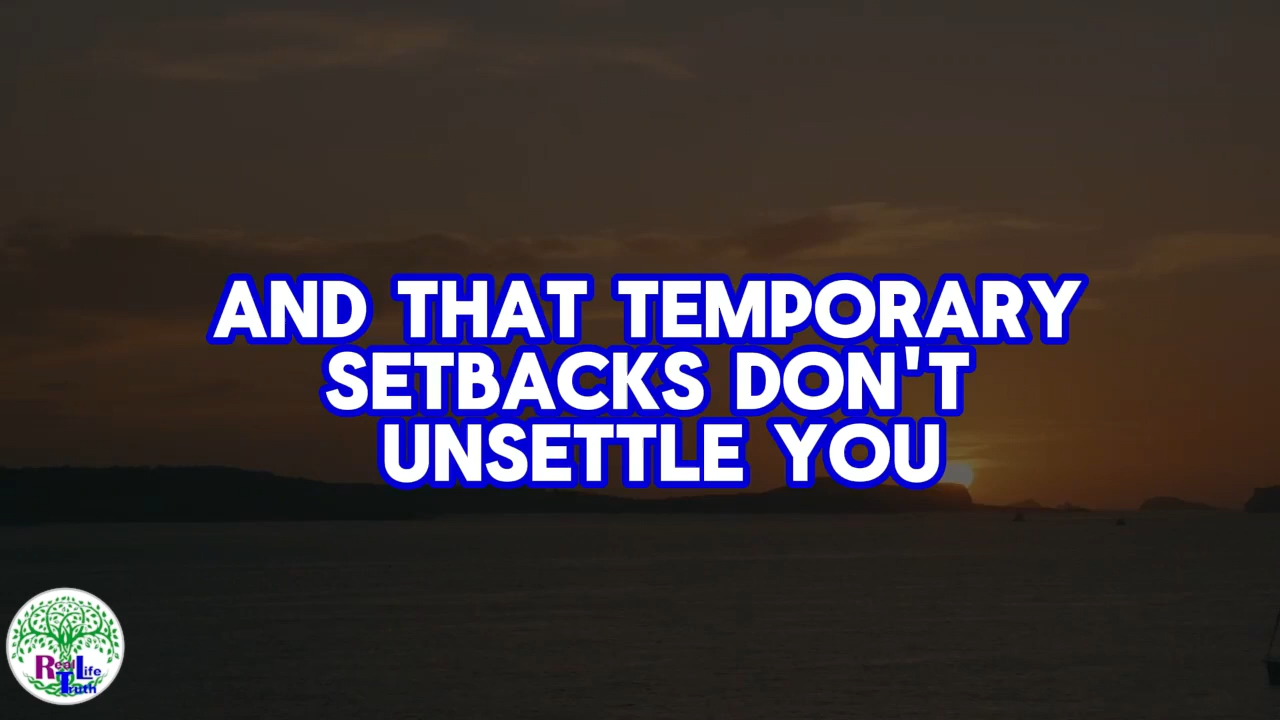 AND THAT TEMPORARY
SETBACKS DON'T
UNSETTLE YOU
Real Life
Truth